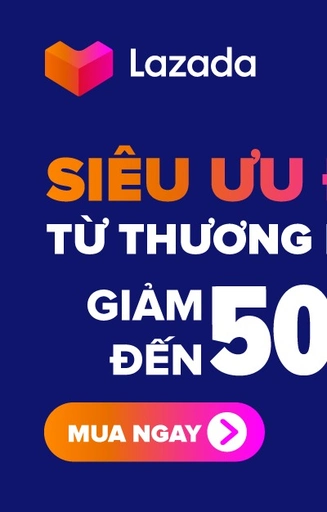 Lazada
SIÊU ƯU
TỪ THƯƠNG
GIẢM
ĐẾN
50
MUA NGAY